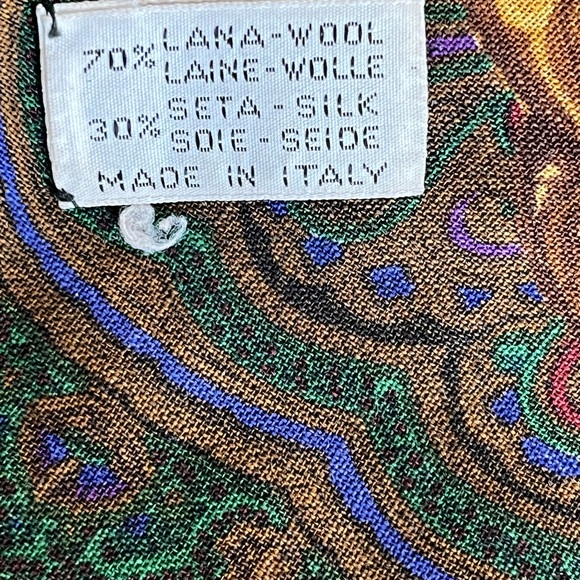 70% LANA-WOOL
LAINE-WOLLE
30% SETA-SILK
SOIE-SEIDE
MADE IN ITALY